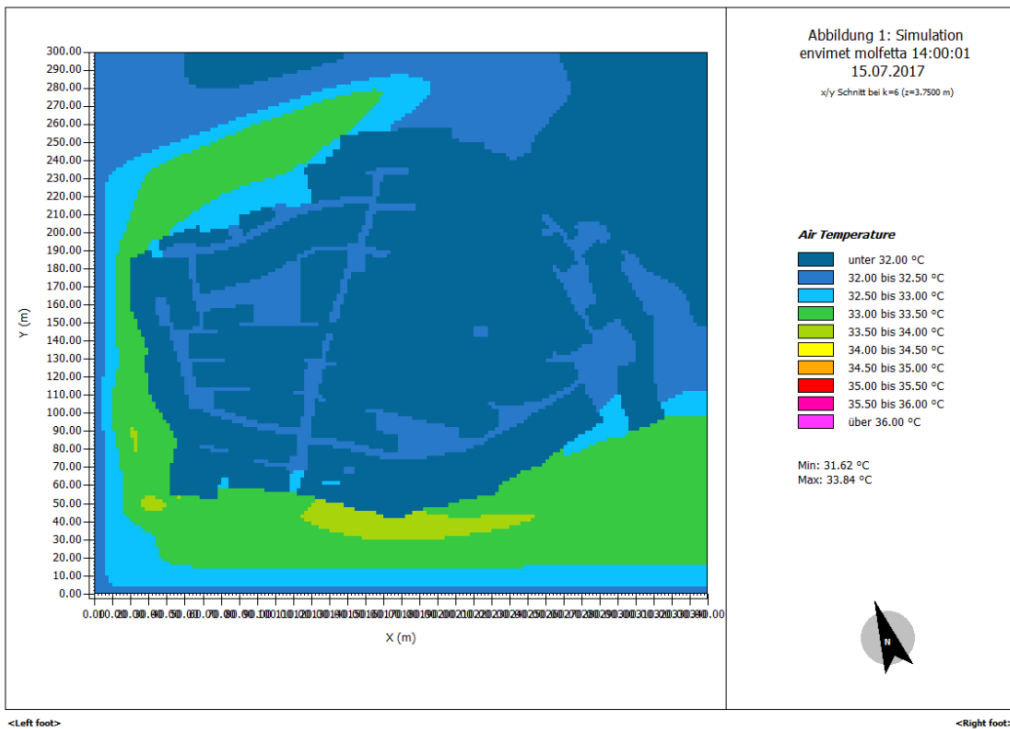 Abbildung 1: Simulation
envimet molfetta 14:00:01
15.07.2017
x/y Schnitt bei k=6 (z=3.7500 m)
300.00
290.00
280.00
270.00
260.00
250.00
240.00
230.00
220.00
210.00
200.00
190.00
180.00
170.00
160.00
150.00
140.00
130.00
120.00
110.00
100.00
90.00
80.00
70.00
60.00
50.00
40.00
30.00
20.00
10.00
0.00
Y (m)
X (m)
Air Temperature
unter 32.00 °C
32.00 bis 32.50 °C
32.50 bis 33.00 °C
33.00 bis 33.50 °C
33.50 bis 34.00 °C
34.00 bis 34.50 °C
34.50 bis 35.00 °C
35.00 bis 35.50 °C
35.50 bis 36.00 °C
über 36.00 °C
Min: 31.62 °C
Max: 33.84 °C
N
<Left foot>
<Right foot>